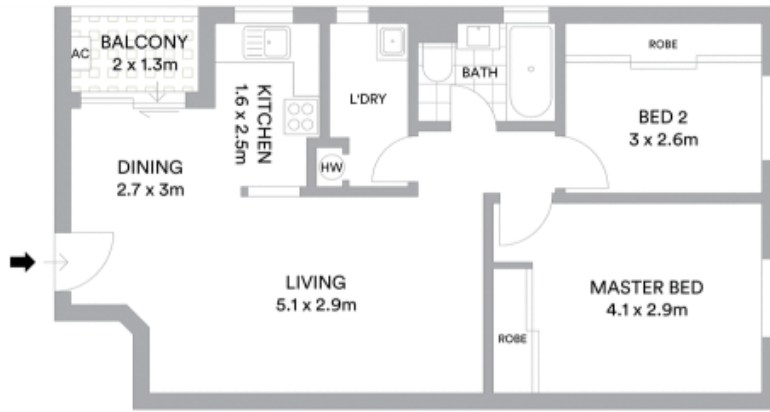 AC
BALCONY
2 x 1.3m
KITCHEN
1.6 x 2.5m
L'DRY
BATH
ROBE
BED 2
3 x 2.6m
DINING
2.7 x 3m
HW
LIVING
5.1 x 2.9m
MASTER BED
4.1 x 2.9m
ROBE